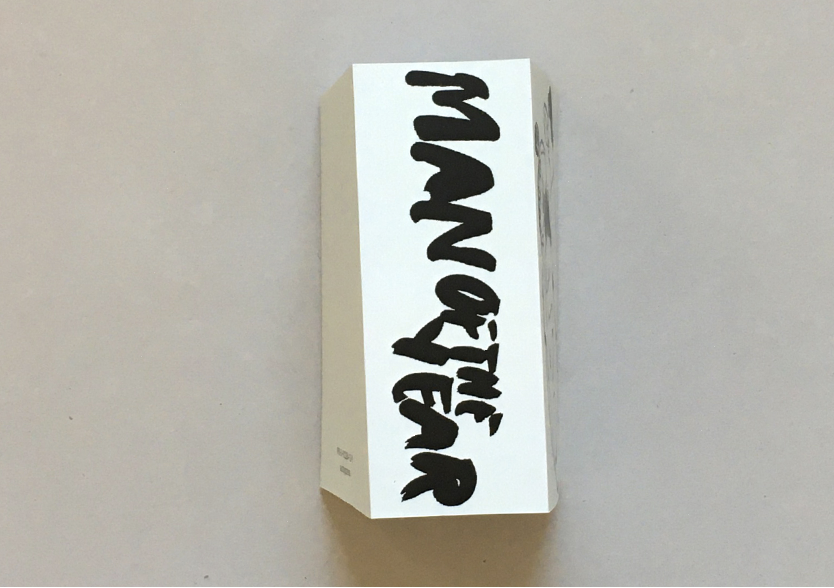 MAN OF THE
YEAR